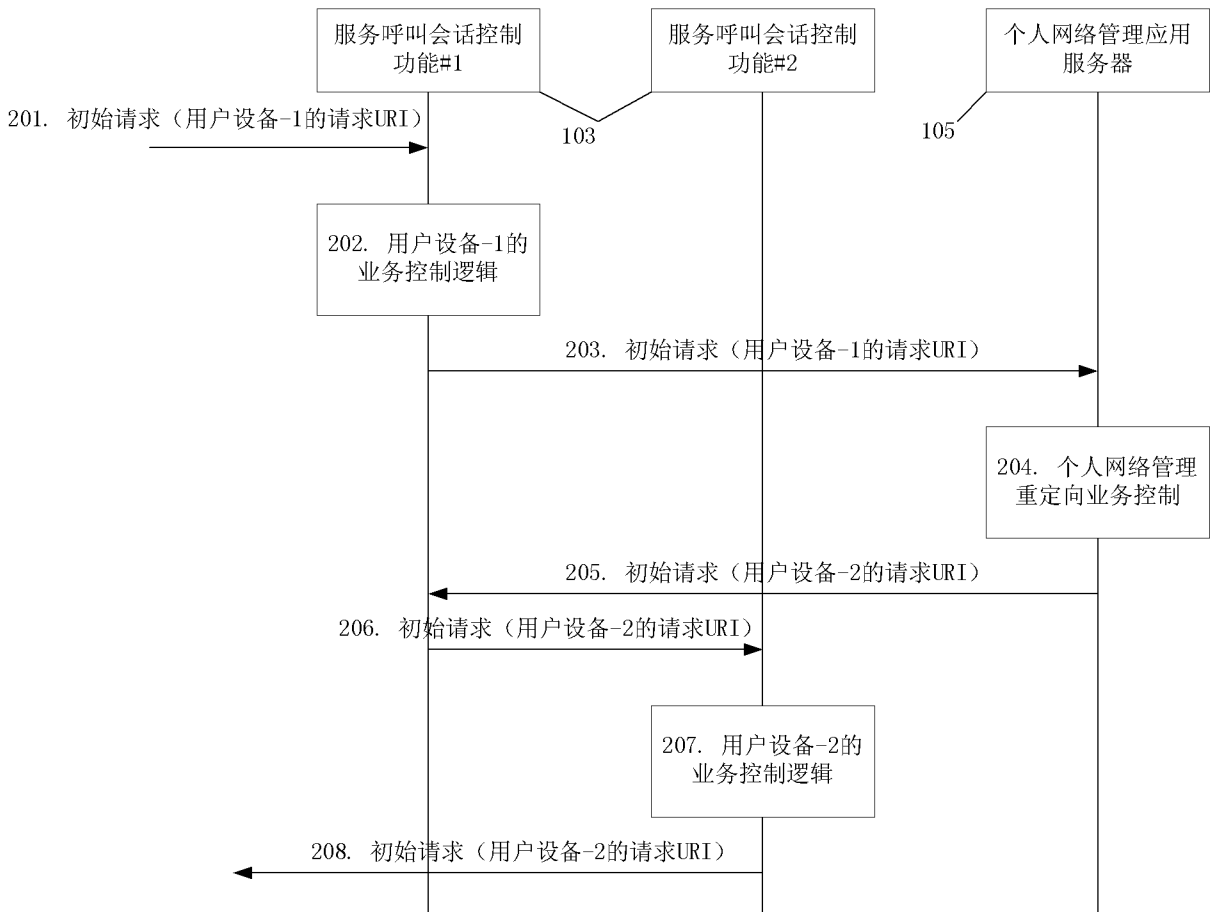 服务呼叫会话控制
功能#1
服务呼叫会话控制
功能#2
个人网络管理应用
服务器
103
105
201. 初始请求（用户设备-1的请求URI）
202. 用户设备-1的
业务控制逻辑
203. 初始请求（用户设备-1的请求URI）
204. 个人网络管理
重定向业务控制
205. 初始请求（用户设备-2的请求URI）
206. 初始请求（用户设备-2的请求URI）
207. 用户设备-2的
业务控制逻辑
208. 初始请求（用户设备-2的请求URI）